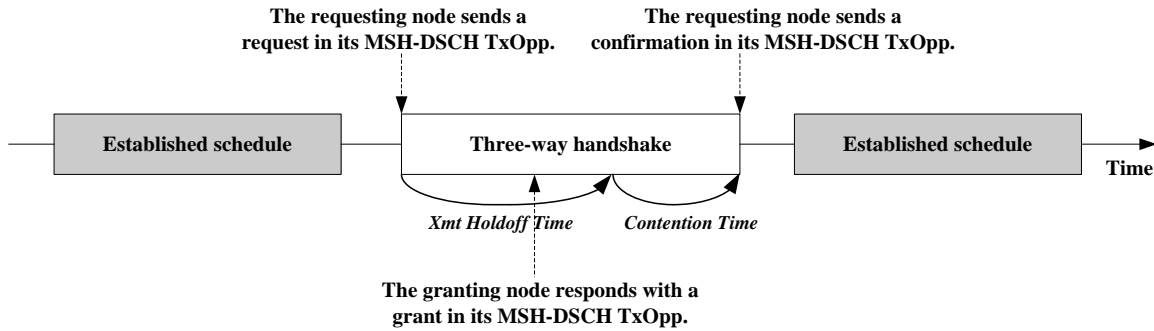 The requesting node sends a
request in its MSH-DSCH TxOpp.
The requesting node sends a
confirmation in its MSH-DSCH TxOpp.
Established schedule
Three-way handshake
Established schedule
Time
Xmt Holdoff Time
Contention Time
The granting node responds with a
grant in its MSH-DSCH TxOpp.